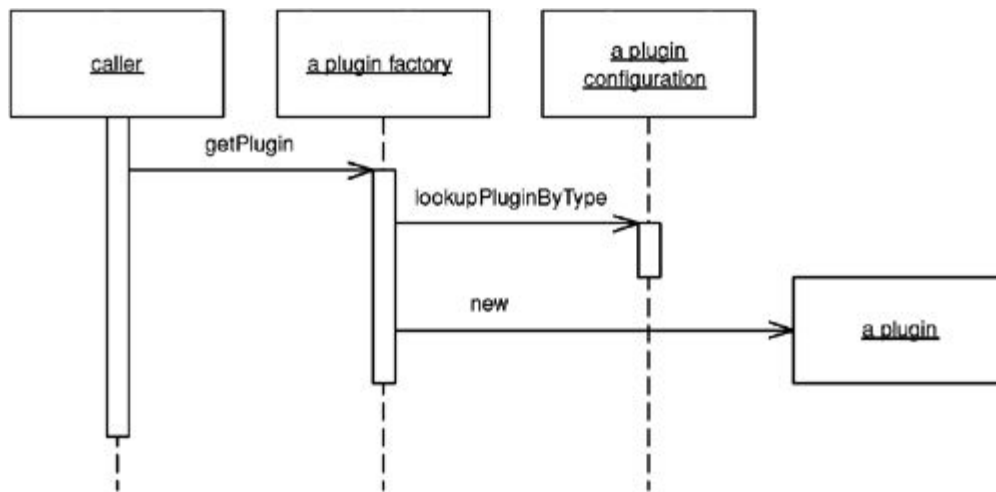 caller
a plugin factory
a plugin
configuration
getPlugin
lookupPluginByType
new
a plugin